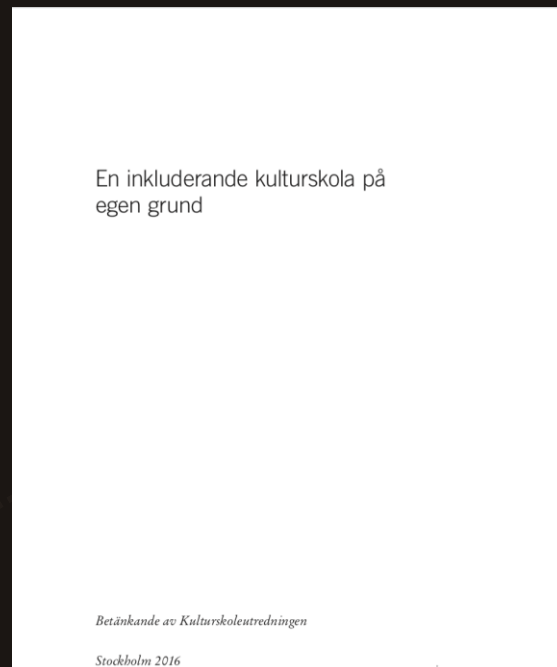 En inkluderande kulturskola på
egen grund
Betänkande av Kulturskoleutredningen
Stockholm 2016